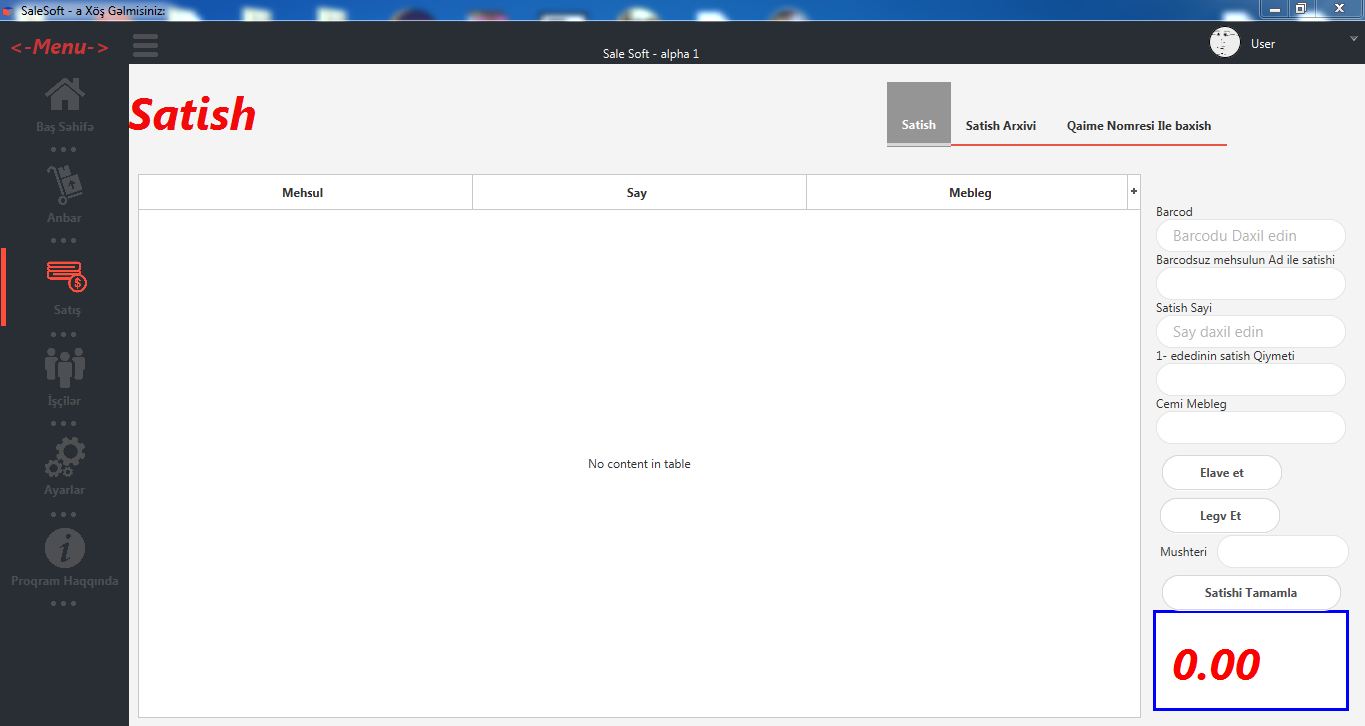 SaleSoft - a Xöş Gəlmisiniz:
<-Menu->
Sale Soft - alpha 1
User
Baş Səhifə
Anbar
Satış
İşçilər
Ayarlar
Proqram Haqqında
Satish
Satish
Satish Arxivi
Qaime Nomresi Ile baxish
Mehsul
Say
Mebleg
+
No content in table
Barcod
Barcodu Daxil edin
Barcodsuz mehsulun Ad ile satishi
Satish Sayi
Say daxil edin
1- ededinin satish Qiymeti
Cemi Mebleg
Elave et
Legv Et
Mushteri
Satishi Tamamla
0.00